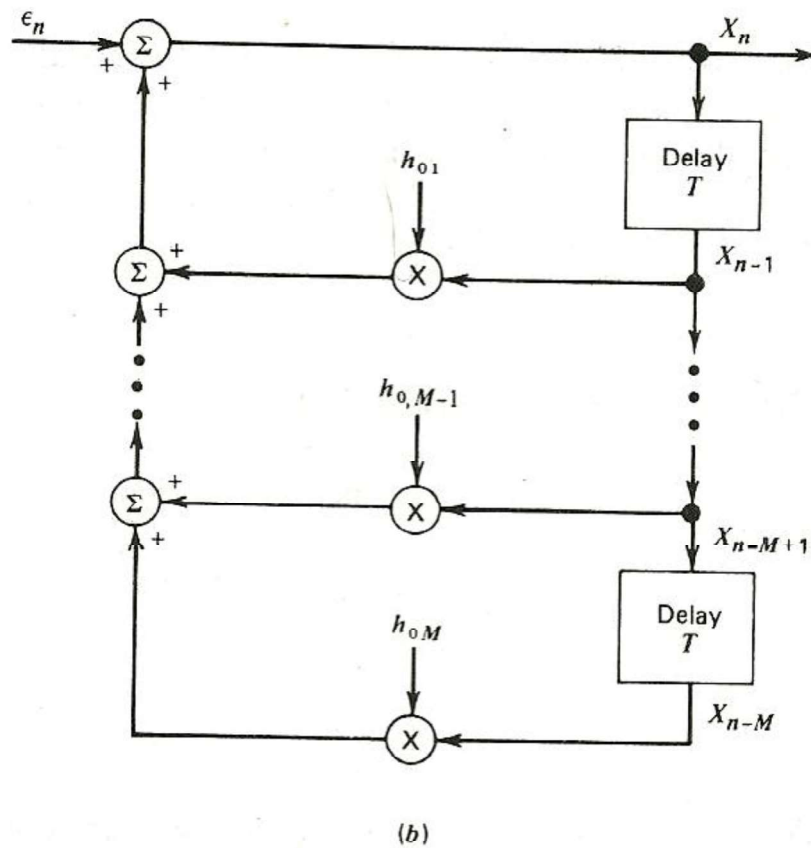 ϵₙ
Σ
Xₙ
+
+
Delay
T
h₀₁
Xₙ₋₁
Σ
+
X
+
h₀,M₋₁
Σ
+
X
Xₙ₋M₊₁
+
Delay
T
h₀M
Xₙ₋M
X
(b)